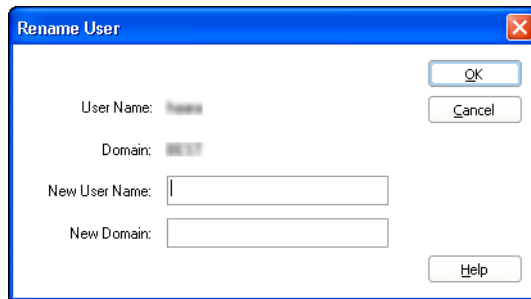 Rename User
OK
User Name:
Cancel
Domain:
New User Name:
New Domain:
Help